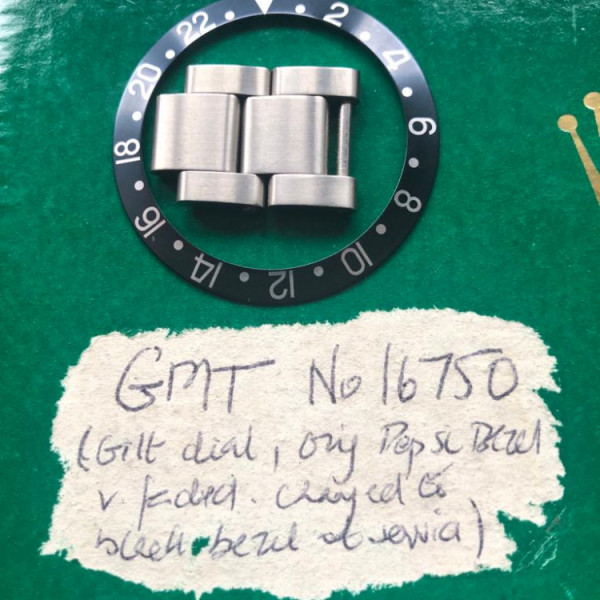 22 2 4 6 8 10 12 14 16 18 20
GMT No 16750
(Gilt dial, orig Pepsi Bezel
v faded. changed to
black bezel at service)